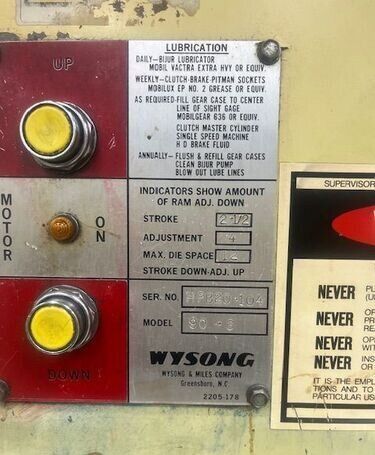 UP
MOTOR
ON
DOWN
LUBRICATION
DAILY-BIJUR LUBRICATOR
MOBIL VACTRA EXTRA HVY OR EQUIV.
WEEKLY-CLUTCH-BRAKE-PITMAN SOCKETS
MOBILUX EP NO. 2 GREASE OR EQUIV.
AS REQUIRED-FILL GEAR CASE TO CENTER
LINE OF SIGHT GAGE
MOBILGEAR 636 OR EQUIV.
CLUTCH MASTER CYLINDER
SINGLE SPEED MACHINE
H D BRAKE FLUID
ANNUALLY- FLUSH & REFILL GEAR CASES
CLEAN BIJUR PUMP
BLOW OUT LUBE LINES
INDICATORS SHOW AMOUNT
OF RAM ADJ. DOWN
STROKE 2 1/2
ADJUSTMENT 4
MAX. DIE SPACE
STROKE DOWN-ADJ. UP
SER. NO.
MODEL
WYSONG
WYSONG & MILES COMPANY
Greensboro, N.C
2205-178
SUPERVISOR
NEVER
NEVER
NEVER
NEVER
IT IS THE EMPL
TIONS AND TO
PARTICULAR US